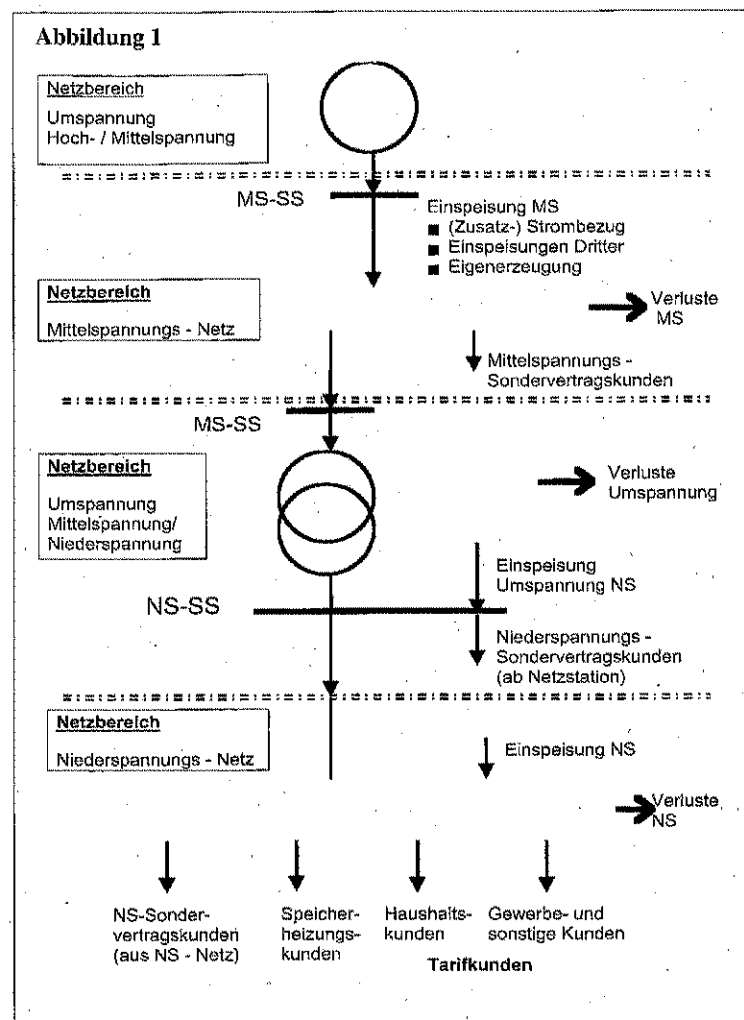 Abbildung 1
Netzbereich
Umspannung
Hoch- / Mittelspannung
MS-SS
Einspeisung MS
■ (Zusatz-) Strombezug
■ Einspeisungen Dritter
■ Eigenerzeugung
Netzbereich
Mittelspannungs - Netz
Verluste
MS
Mittelspannungs -
Sondervertragskunden
MS-SS
Netzbereich
Umspannung
Mittelspannung/
Niederspannung
Verluste
Umspannung
Einspeisung
Umspannung NS
NS-SS
Niederspannungs -
Sondervertragskunden
(ab Netzstation)
Netzbereich
Niederspannungs - Netz
Einspeisung NS
Verluste
NS
NS-Sonder-
vertragskunden
(aus NS - Netz)
Speicher-
heizungs-
kunden
Haushalts-
kunden
Gewerbe- und
sonstige Kunden
Tarifkunden